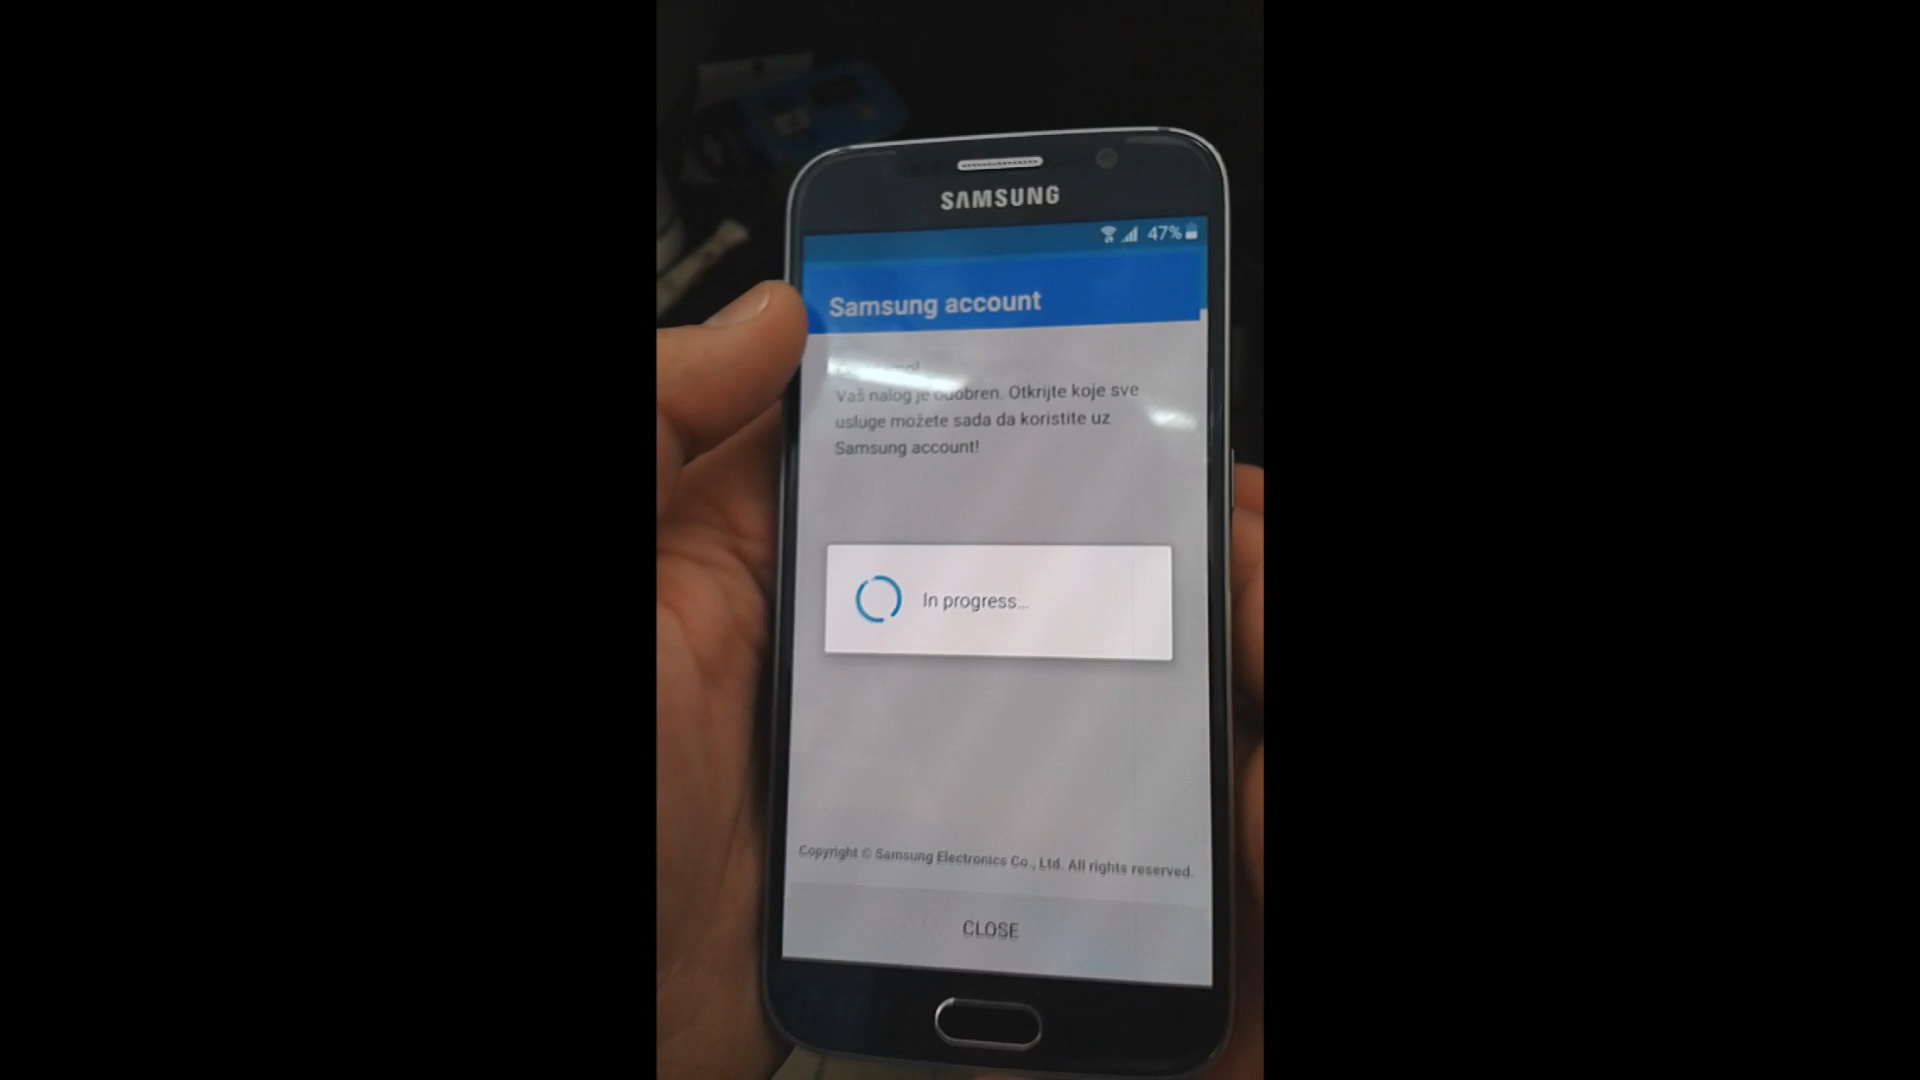 SAMSUNG
47%
Samsung account
Vaš nalog je odobren. Otkrijte koje sve
usluge možete sada da koristite uz
Samsung account!
In progress...
Copyright © Samsung Electronics Co., Ltd. All rights reserved.
CLOSE